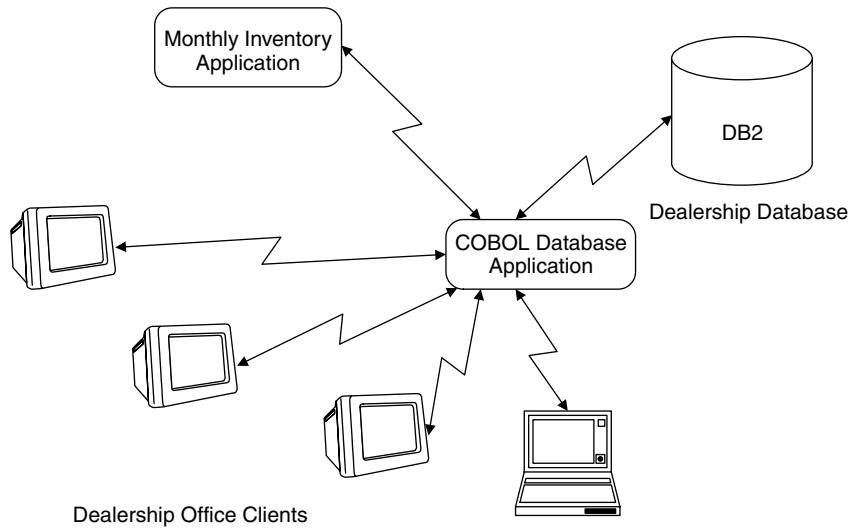 Monthly Inventory
Application
DB2
Dealership Database
COBOL Database
Application
Dealership Office Clients